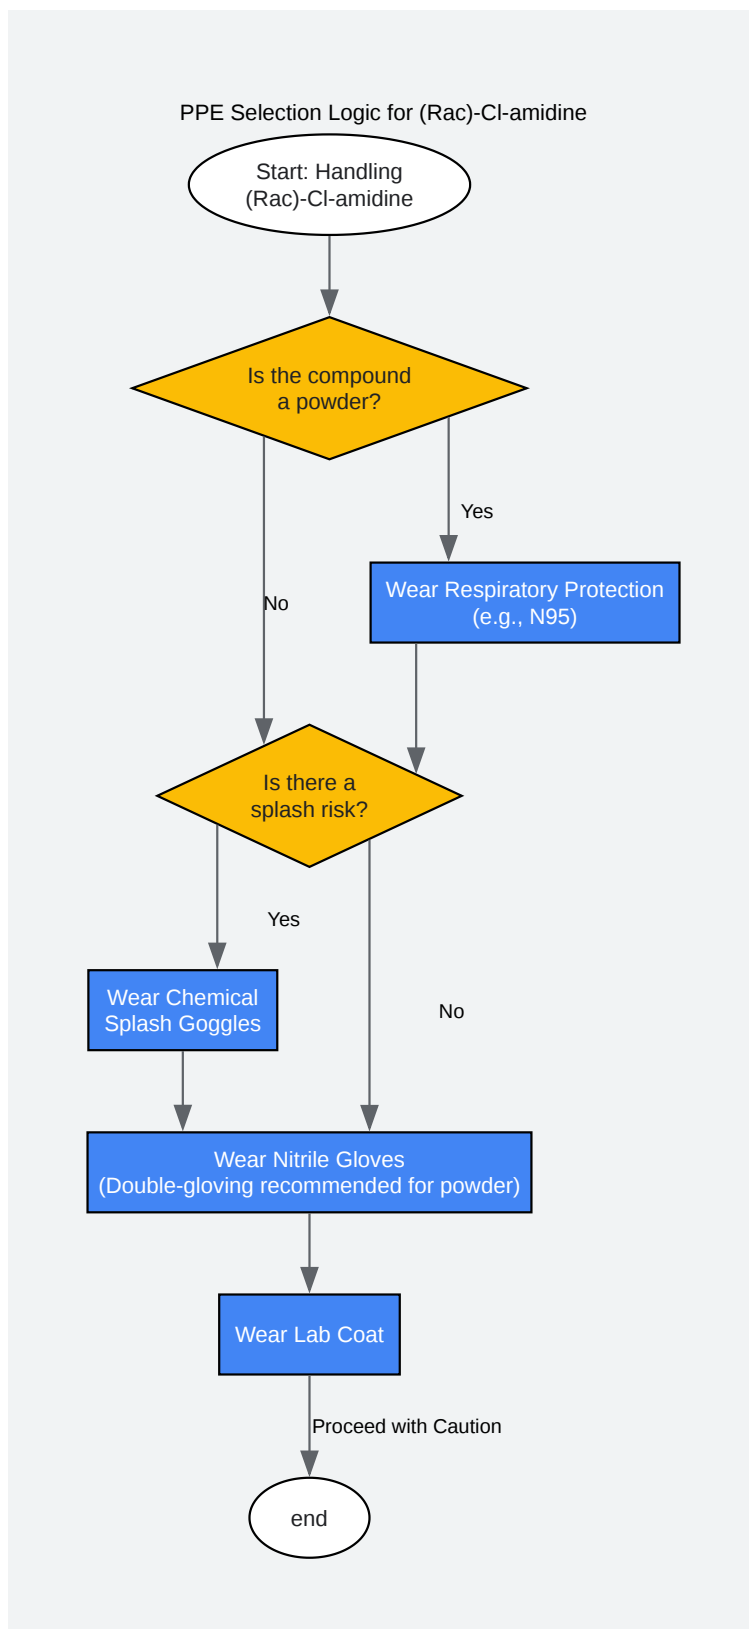 PPE Selection Logic for (Rac)-Cl-amidine
Start: Handling
(Rac)-Cl-amidine
Is the compound
a powder?
Yes
Wear Respiratory Protection
(e.g., N95)
No
Is there a
splash risk?
Yes
Wear Chemical
Splash Goggles
No
Wear Nitrile Gloves
(Double-gloving recommended for powder)
Wear Lab Coat
Proceed with Caution
end